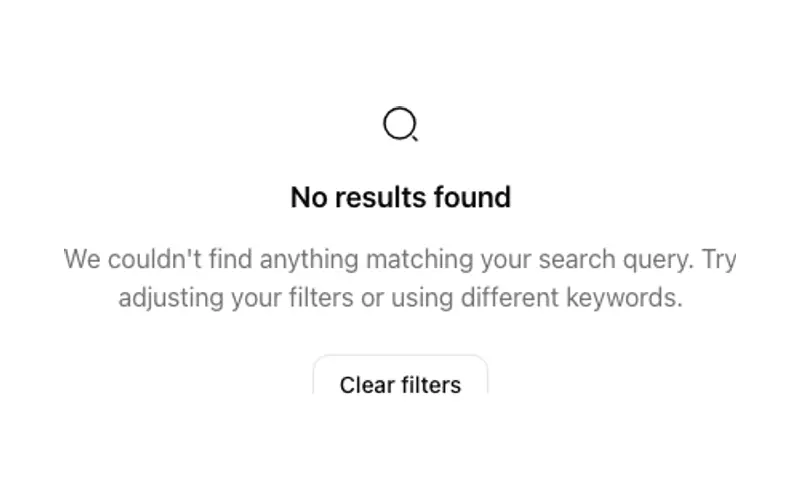 No results found
We couldn't find anything matching your search query. Try
adjusting your filters or using different keywords.
Clear filters